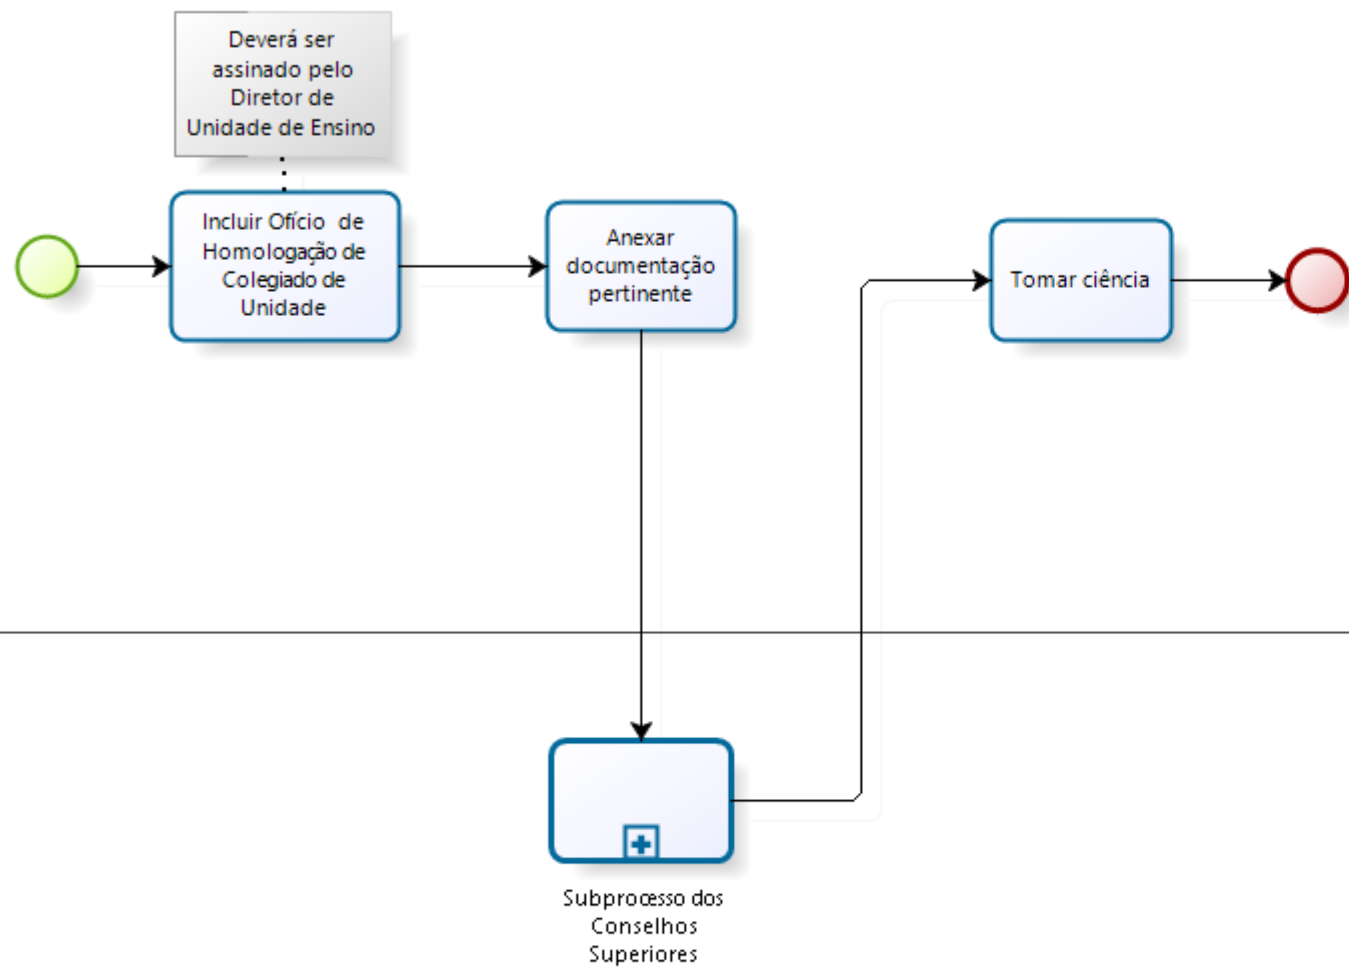 Deverá ser
assinado pelo
Diretor de
Unidade de Ensino
Incluir Ofício de
Homologação de
Colegiado de
Unidade
Anexar
documentação
pertinente
Tomar ciência
Subprocesso dos
Conselhos
Superiores